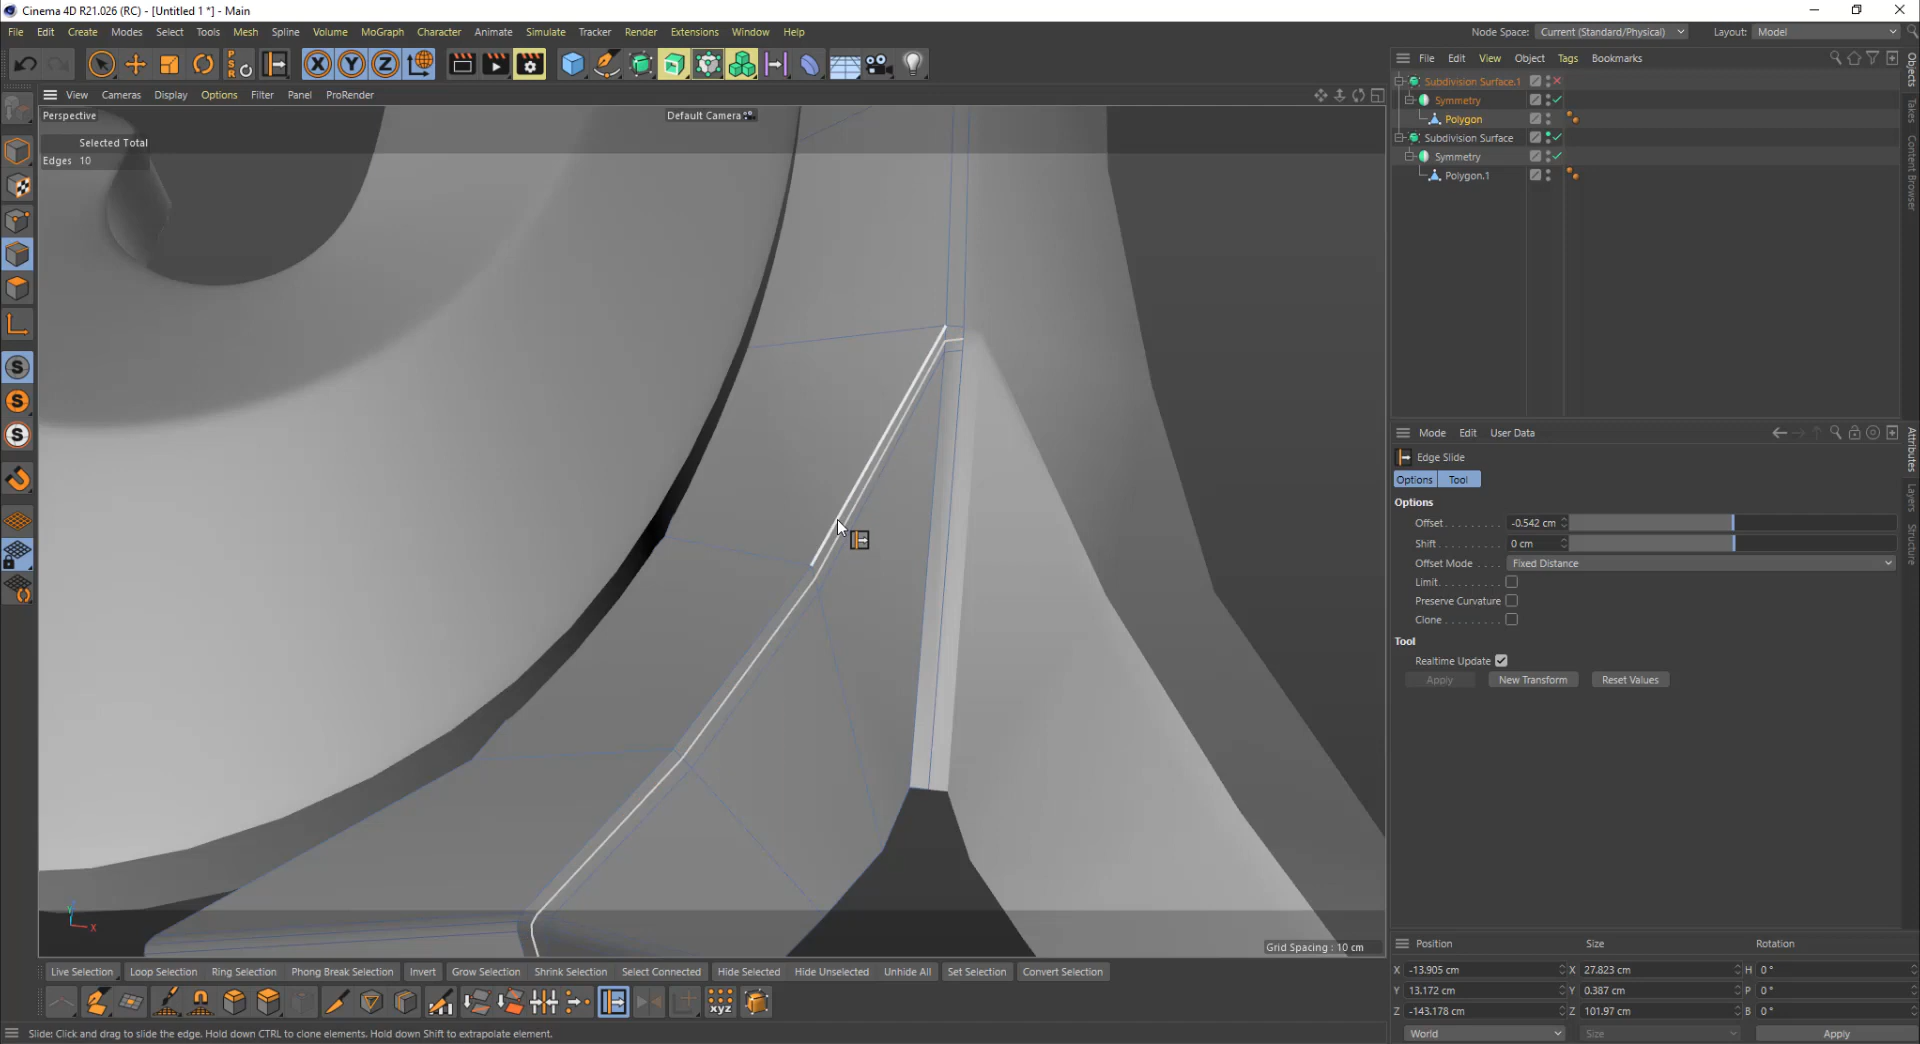 Cinema 4D R21.026 (RC) - [Untitled 1 *] - Main
File Edit Create Modes Select Tools Mesh Spline Volume MoGraph Character Animate Simulate Tracker Render Extensions Window Help
Node Space: Current (Standard/Physical) Layout: Model
PSR X Y Z
File Edit View Object Tags Bookmarks
View Cameras Display Options Filter Panel ProRender
Perspective
Default Camera
Selected Total
Edges 10
Subdivision Surface.1
Symmetry
Polygon
Subdivision Surface
Symmetry
Polygon.1
Objects
Takes
Content Browser
Attributes
Layers
Structure
S
S
S
Mode Edit User Data
Edge Slide
Options Tool
Options
Offset . . . . . . . . . -0.542 cm
Shift . . . . . . . . . . 0 cm
Offset Mode . . . . Fixed Distance
Limit. . . . . . . . . .
Preserve Curvature
Clone . . . . . . . . .
Tool
Realtime Update
Apply New Transform Reset Values
Y
X
Grid Spacing : 10 cm
Live Selection Loop Selection Ring Selection Phong Break Selection Invert Grow Selection Shrink Selection Select Connected Hide Selected Hide Unselected Unhide All Set Selection Convert Selection
xyz
Position Size Rotation
X -13.905 cm X 27.823 cm H 0 °
Y 13.172 cm Y 0.387 cm P 0 °
Z -143.178 cm Z 101.97 cm B 0 °
World Size Apply
Slide: Click and drag to slide the edge. Hold down CTRL to clone elements. Hold down Shift to extrapolate element.